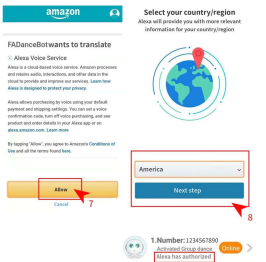 amazon
FADanceBot wants to translate
Alexa Voice Service
Alexa is a cloud-based voice service. Amazon processes
and retains audio, interactions, and other data in the
cloud to provide and improve our services. Learn how
Alexa is designed to protect your privacy.
Alexa allows purchasing by voice using your default
payment and shipping settings. You can set a voice
confirmation code, turn off voice purchasing, and see
product and order details in your Alexa app or on
alexa.amazon.com. Learn more
By tapping "Allow", you agree to Amazon's Conditions of
Use and all the terms found here.
Allow
7
Cancel
Select your country/region
Alexa will provide you with more relevant
information for your country/region
America
Next step
8
1.Number:1234567890
Activated Group dance
Online >
Alexa has authorized